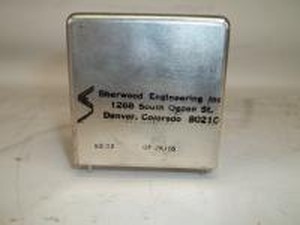 Sherwood Engineering Inc
1268 South Ogden St.
Denver, Colorado 80210